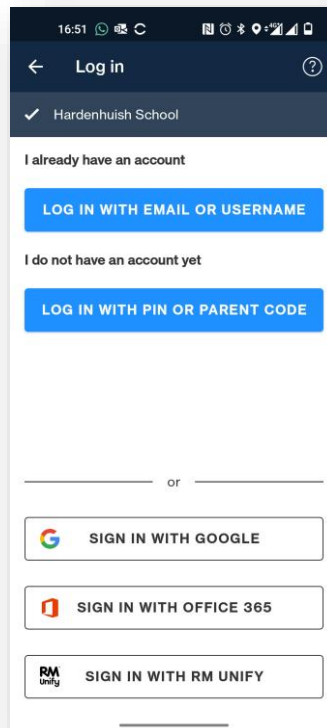 16:51
4G
Log in
?
Hardenhuish School
I already have an account
LOG IN WITH EMAIL OR USERNAME
I do not have an account yet
LOG IN WITH PIN OR PARENT CODE
or
G SIGN IN WITH GOOGLE
SIGN IN WITH OFFICE 365
RM
Unify
SIGN IN WITH RM UNIFY